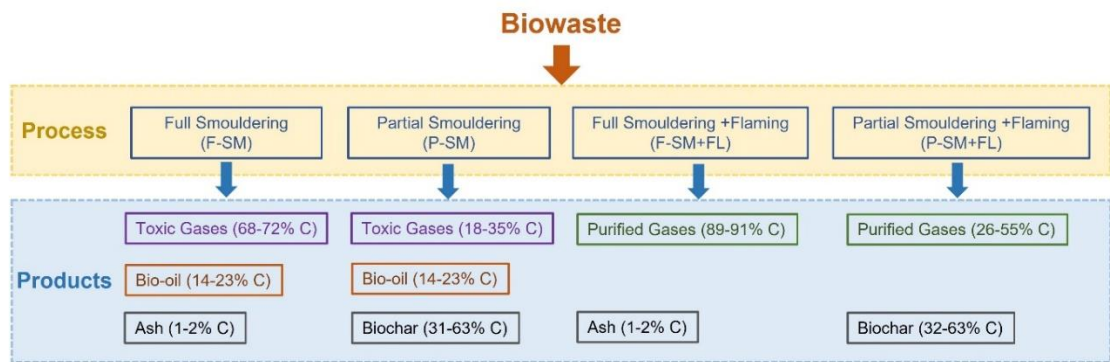 Biowaste
Process
Full Smouldering
(F-SM)
Partial Smouldering
(P-SM)
Full Smouldering +Flaming
(F-SM+FL)
Partial Smouldering +Flaming
(P-SM+FL)
Products
Toxic Gases (68-72% C)
Toxic Gases (18-35% C)
Purified Gases (89-91% C)
Purified Gases (26-55% C)
Bio-oil (14-23% C)
Bio-oil (14-23% C)
Ash (1-2% C)
Biochar (31-63% C)
Ash (1-2% C)
Biochar (32-63% C)